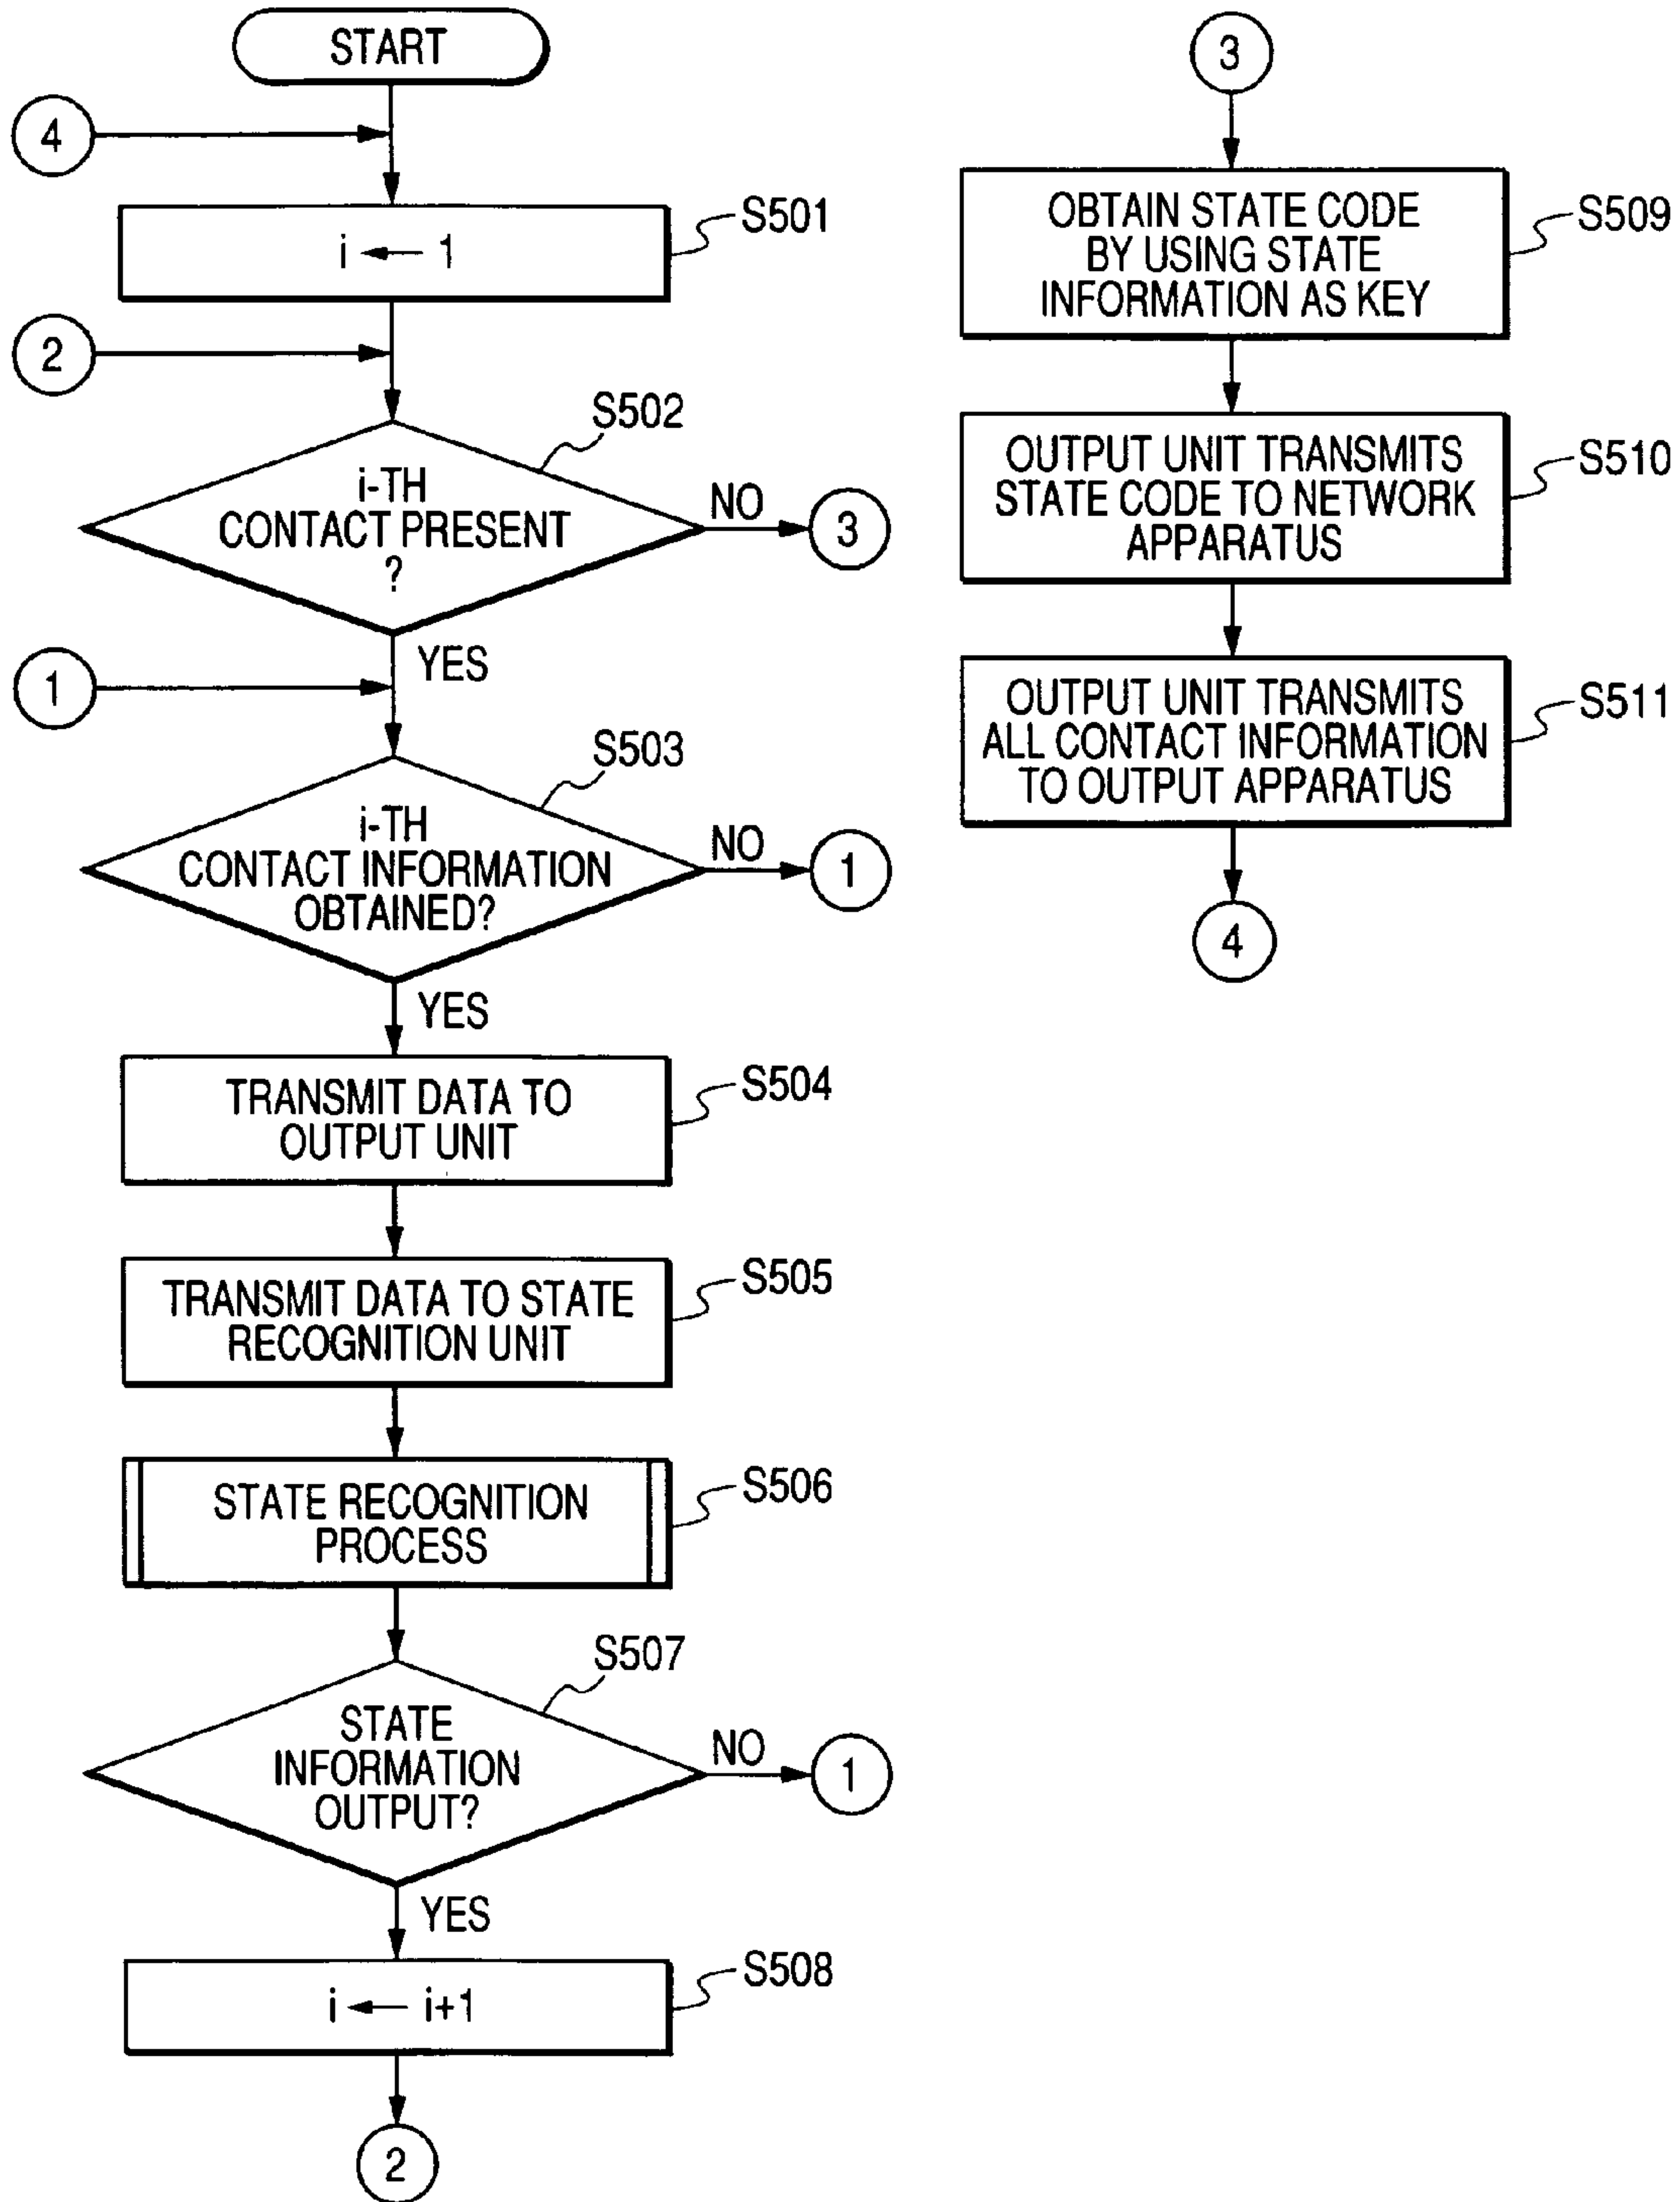 START
4
S501
i ← 1
2
S502
i-TH
CONTACT PRESENT
?
NO
3
YES
1
S503
i-TH
CONTACT INFORMATION
OBTAINED?
NO
1
YES
S504
TRANSMIT DATA TO
OUTPUT UNIT
S505
TRANSMIT DATA TO STATE
RECOGNITION UNIT
S506
STATE RECOGNITION
PROCESS
S507
STATE
INFORMATION
OUTPUT?
NO
1
YES
S508
i ← i+1
2
3
S509
OBTAIN STATE CODE
BY USING STATE
INFORMATION AS KEY
S510
OUTPUT UNIT TRANSMITS
STATE CODE TO NETWORK
APPARATUS
S511
OUTPUT UNIT TRANSMITS
ALL CONTACT INFORMATION
TO OUTPUT APPARATUS
4